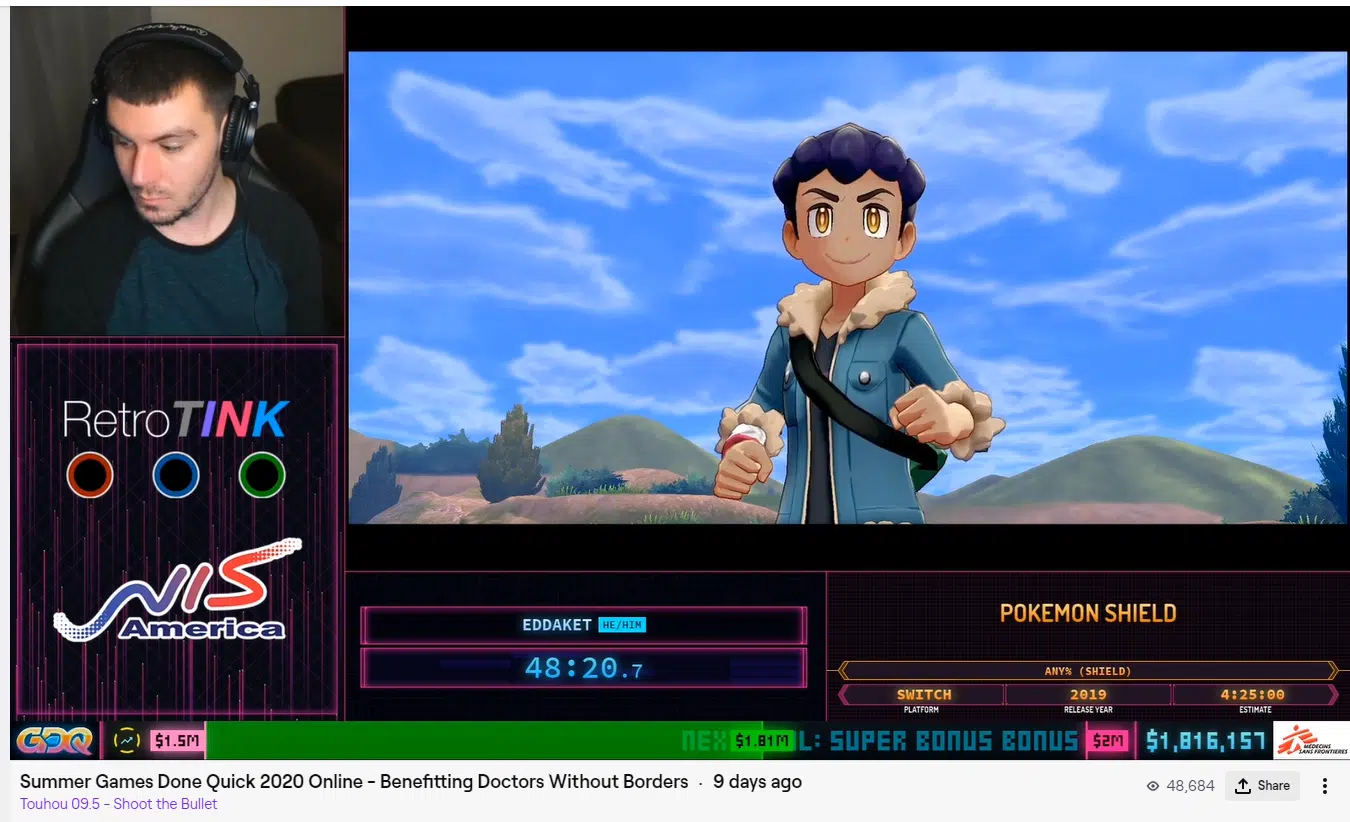 RetroTINK
NIS
America
EDDAKET HE/HIM
48:20.7
POKEMON SHIELD
ANY% (SHIELD)
SWITCH
PLATFORM
2019
RELEASE YEAR
4:25:00
ESTIMATE
GDQ
$1.5M
NEX
$1.81M
L: SUPER BONUS BONUS
$2M
$1,816,157
MEDECINS
SANS FRONTIERES
Summer Games Done Quick 2020 Online - Benefitting Doctors Without Borders · 9 days ago
Touhou 09.5 - Shoot the Bullet
48,684
Share